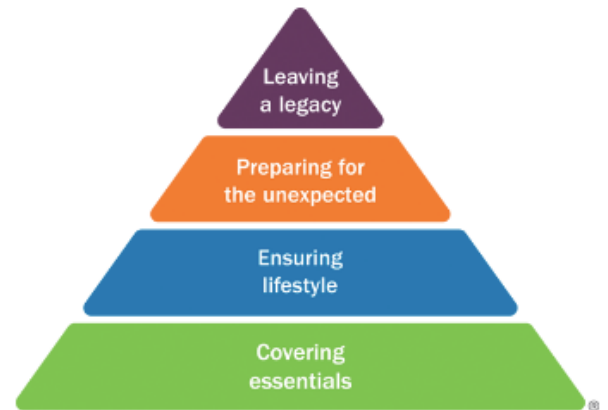 Leaving
a legacy
Preparing for
the unexpected
Ensuring
lifestyle
Covering
essentials
®